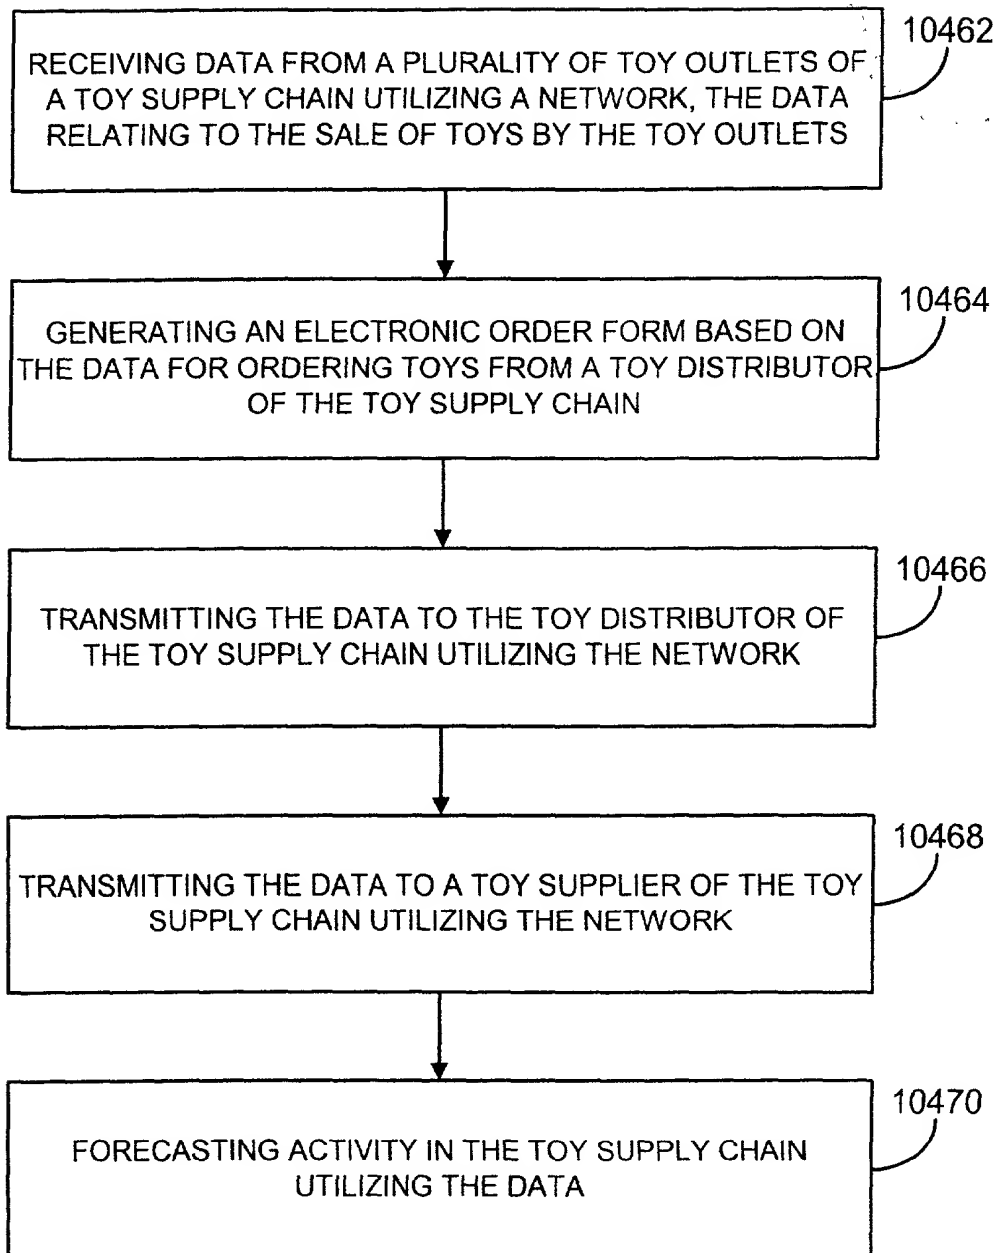 10462
RECEIVING DATA FROM A PLURALITY OF TOY OUTLETS OF
A TOY SUPPLY CHAIN UTILIZING A NETWORK, THE DATA
RELATING TO THE SALE OF TOYS BY THE TOY OUTLETS
10464
GENERATING AN ELECTRONIC ORDER FORM BASED ON
THE DATA FOR ORDERING TOYS FROM A TOY DISTRIBUTOR
OF THE TOY SUPPLY CHAIN
10466
TRANSMITTING THE DATA TO THE TOY DISTRIBUTOR OF
THE TOY SUPPLY CHAIN UTILIZING THE NETWORK
10468
TRANSMITTING THE DATA TO A TOY SUPPLIER OF THE TOY
SUPPLY CHAIN UTILIZING THE NETWORK
10470
FORECASTING ACTIVITY IN THE TOY SUPPLY CHAIN
UTILIZING THE DATA